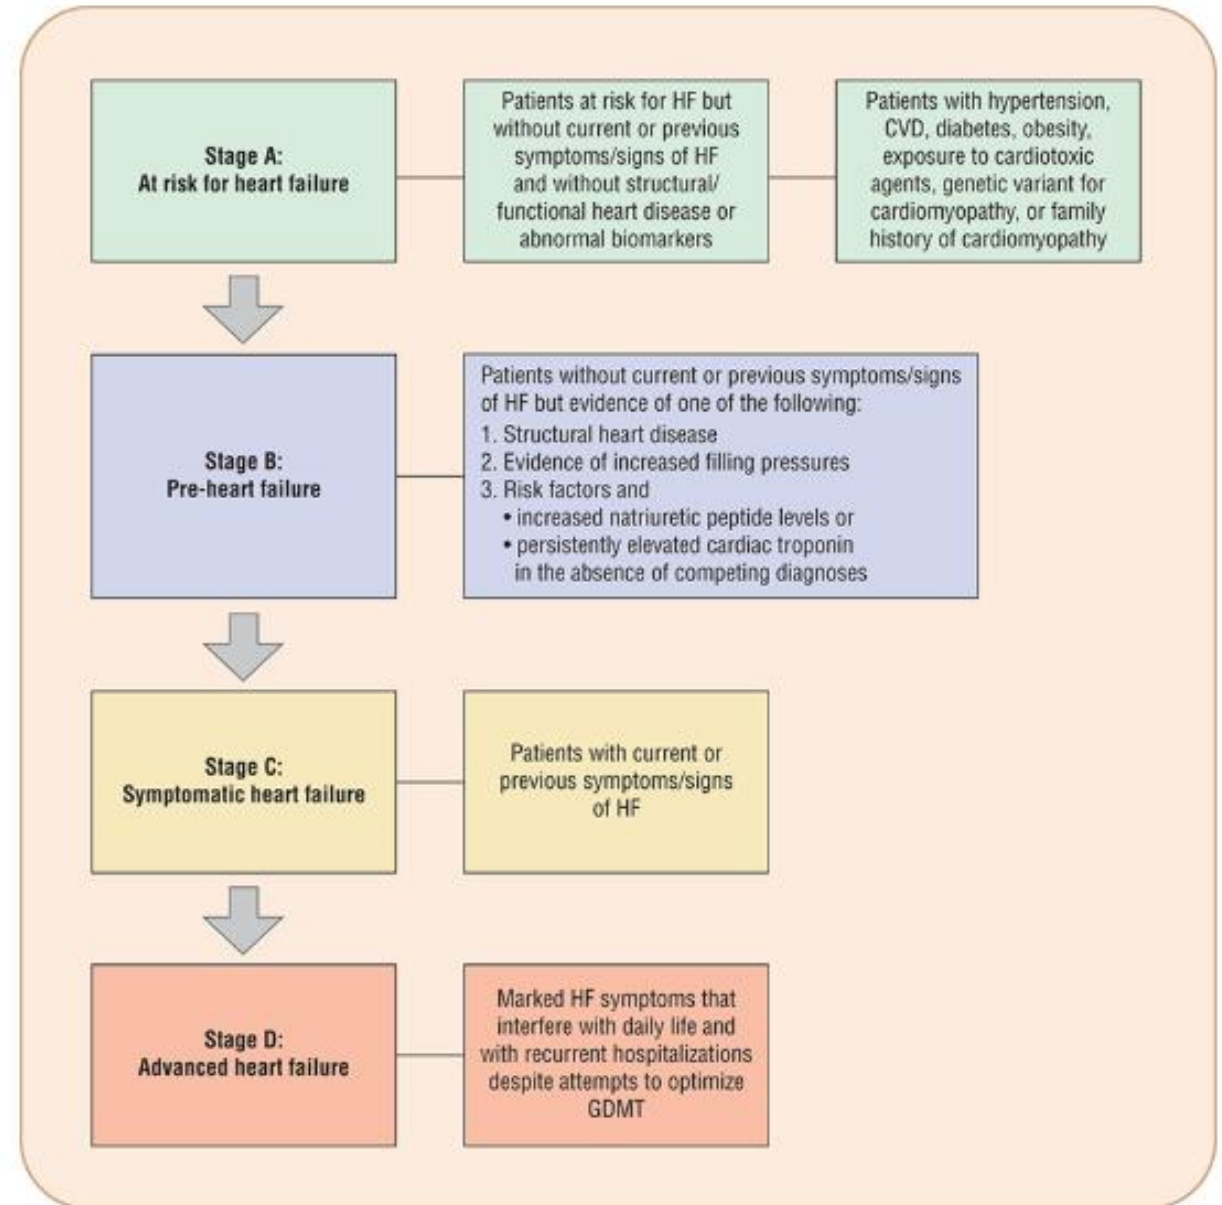 Stage A:
At risk for heart failure
Patients at risk for HF but
without current or previous
symptoms/signs of HF
and without structural/
functional heart disease or
abnormal biomarkers
Patients with hypertension,
CVD, diabetes, obesity,
exposure to cardiotoxic
agents, genetic variant for
cardiomyopathy, or family
history of cardiomyopathy
Stage B:
Pre-heart failure
Patients without current or previous symptoms/signs
of HF but evidence of one of the following:
1. Structural heart disease
2. Evidence of increased filling pressures
3. Risk factors and
• increased natriuretic peptide levels or
• persistently elevated cardiac troponin
in the absence of competing diagnoses
Stage C:
Symptomatic heart failure
Patients with current or
previous symptoms/signs
of HF
Stage D:
Advanced heart failure
Marked HF symptoms that
interfere with daily life and
with recurrent hospitalizations
despite attempts to optimize
GDMT